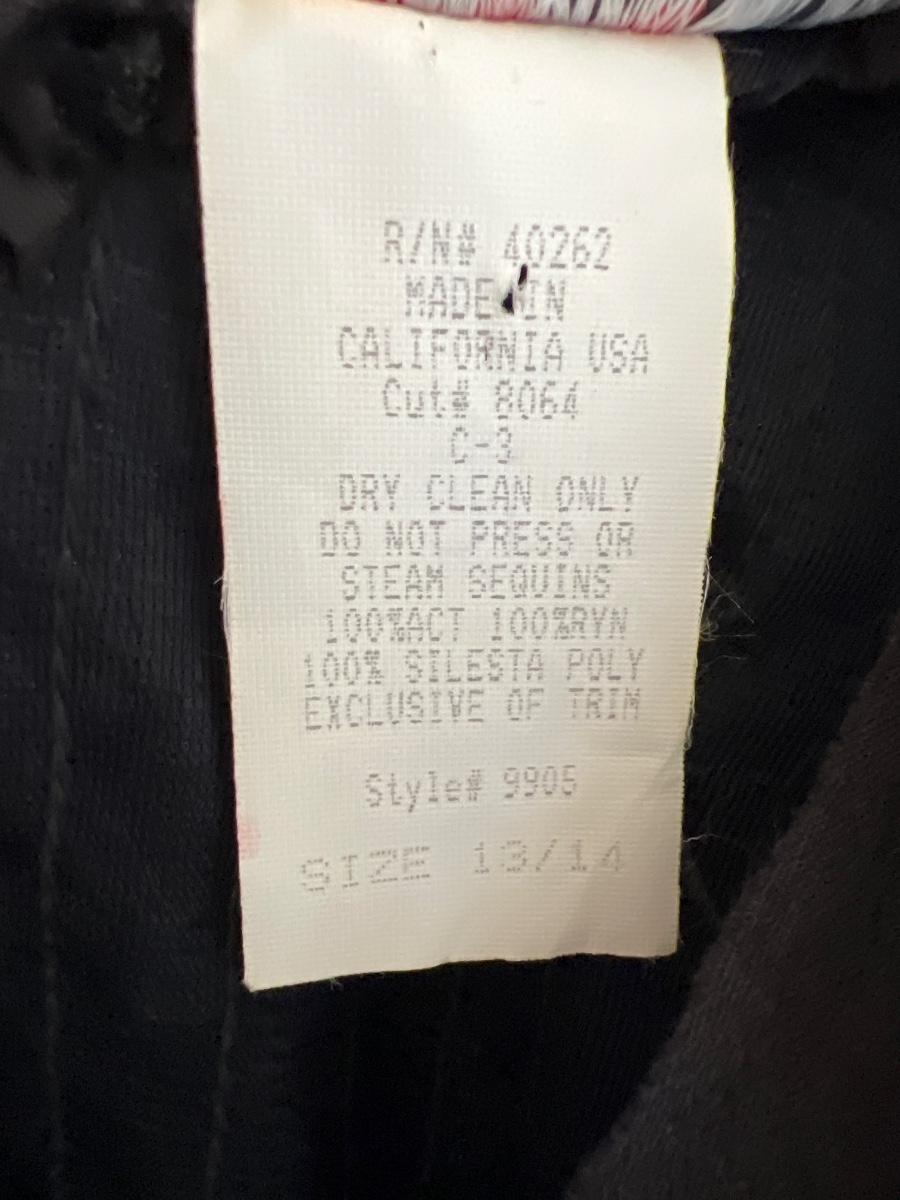 R/N# 40262
MADE IN
CALIFORNIA USA
Cut# 8064
C-3
DRY CLEAN ONLY
DO NOT PRESS OR
STEAM SEQUINS
100%ACT 100%RYN
100% SILESTA POLY
EXCLUSIVE OF TRIM
Style# 9905
SIZE 13/14